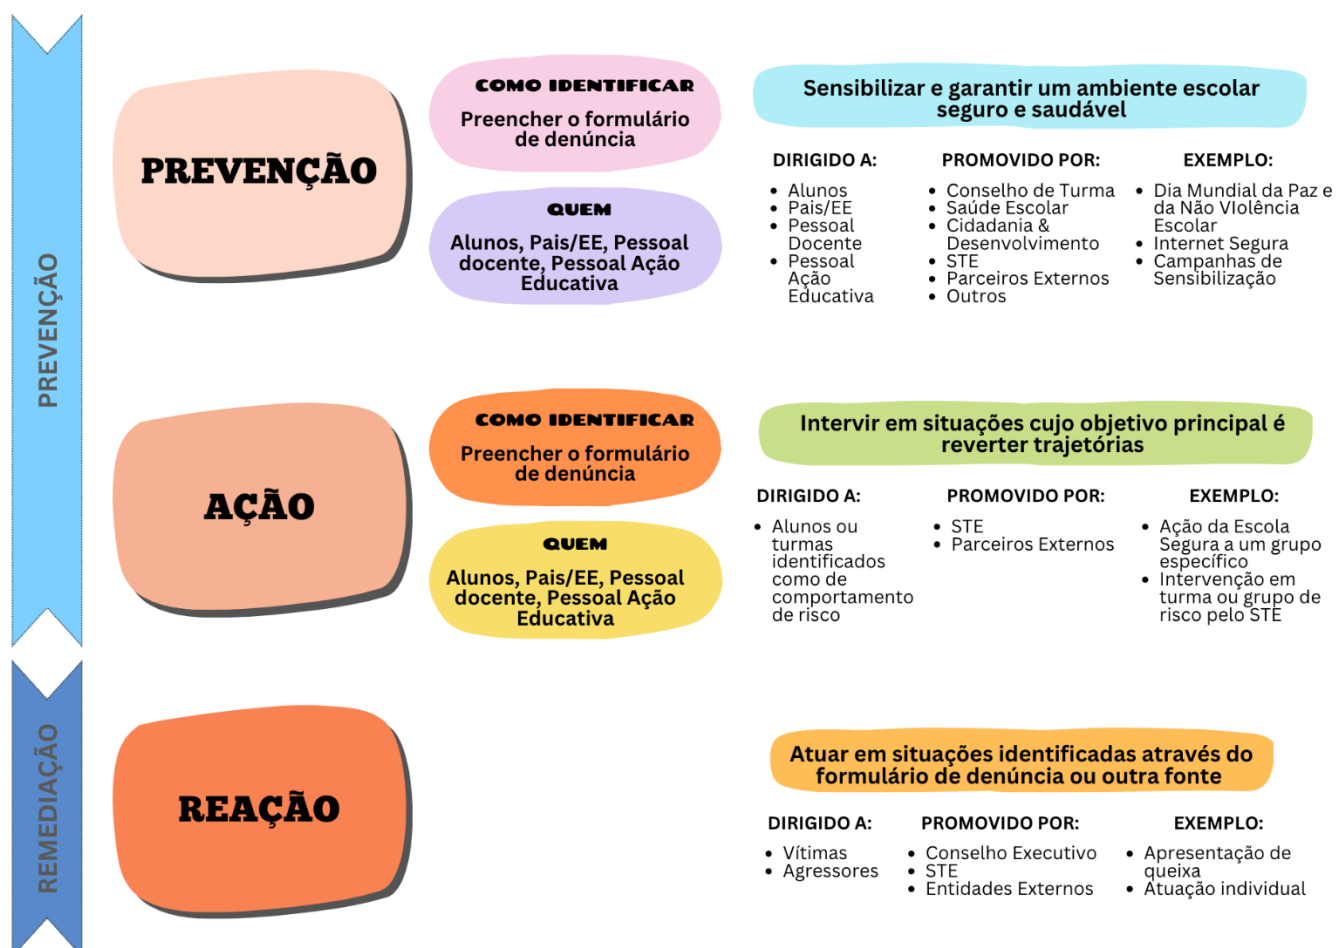 PREVENÇÃO
PREVENÇÃO
COMO IDENTIFICAR
Preencher o formulário
de denúncia
QUEM
Alunos, Pais/EE, Pessoal
docente, Pessoal Ação
Educativa
Sensibilizar e garantir um ambiente escolar
seguro e saudável
DIRIGIDO A:
• Alunos
• Pais/EE
• Pessoal
Docente
• Pessoal
Ação
Educativa
PROMOVIDO POR:
• Conselho de Turma
• Saúde Escolar
• Cidadania &
Desenvolvimento
• STE
• Parceiros Externos
• Outros
EXEMPLO:
• Dia Mundial da Paz e
da Não VIolência
Escolar
• Internet Segura
• Campanhas de
Sensibilização
AÇÃO
COMO IDENTIFICAR
Preencher o formulário
de denúncia
QUEM
Alunos, Pais/EE, Pessoal
docente, Pessoal Ação
Educativa
Intervir em situações cujo objetivo principal é
reverter trajetórias
DIRIGIDO A:
• Alunos ou
turmas
identificados
como de
comportamento
de risco
PROMOVIDO POR:
• STE
• Parceiros Externos
EXEMPLO:
• Ação da Escola
Segura a um grupo
específico
• Intervenção em
turma ou grupo de
risco pelo STE
REMEDIAÇÃO
REAÇÃO
Atuar em situações identificadas através do
formulário de denúncia ou outra fonte
DIRIGIDO A:
• Vítimas
• Agressores
PROMOVIDO POR:
• Conselho Executivo
• STE
• Entidades Externos
EXEMPLO:
• Apresentação de
queixa
• Atuação individual